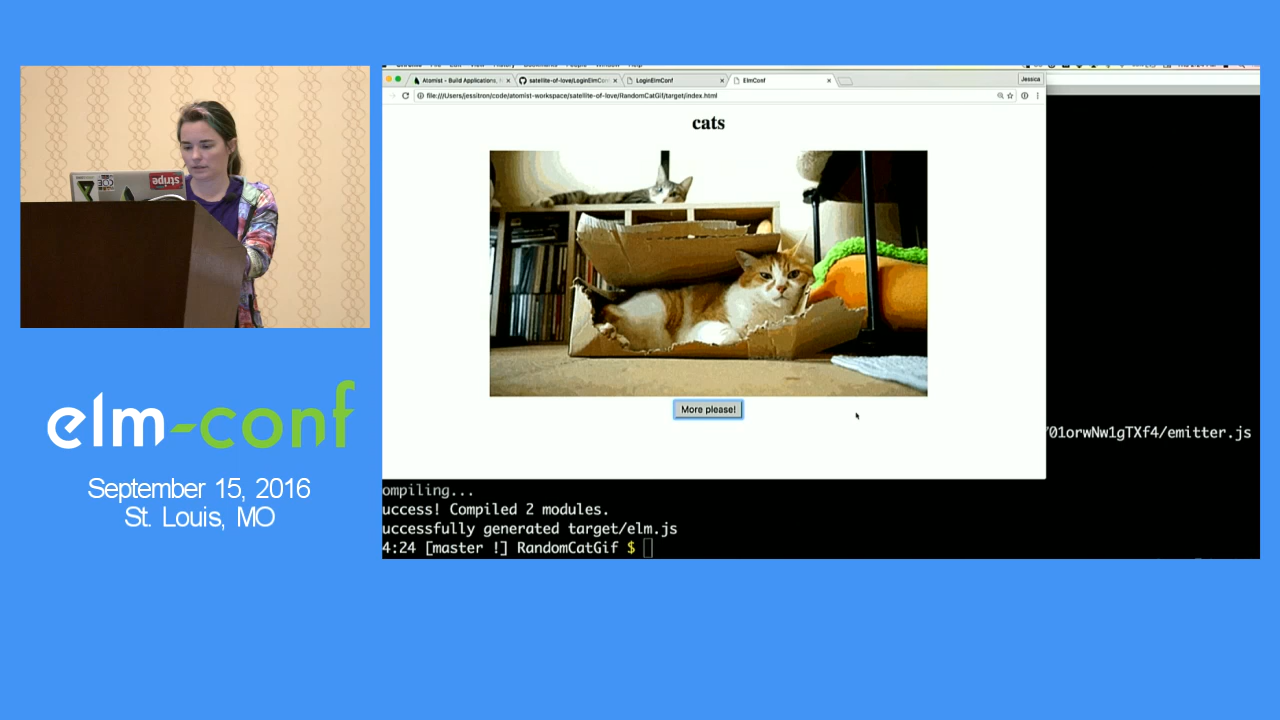 stripe
elm-conf
September 15, 2016
St. Louis, MO
Atomist - Build Applications,
satellite-of-love/LoginElmCon
LoginElmConf
ElmConf
Jessica
file:///Users/jessitron/code/atomist-workspace/satellite-of-love/RandomCatGif/target/index.html
cats
More please!
01orwNw1gTXf4/emitter.js
ompiling...
uccess! Compiled 2 modules.
uccessfully generated target/elm.js
4:24 [master !] RandomCatGif $